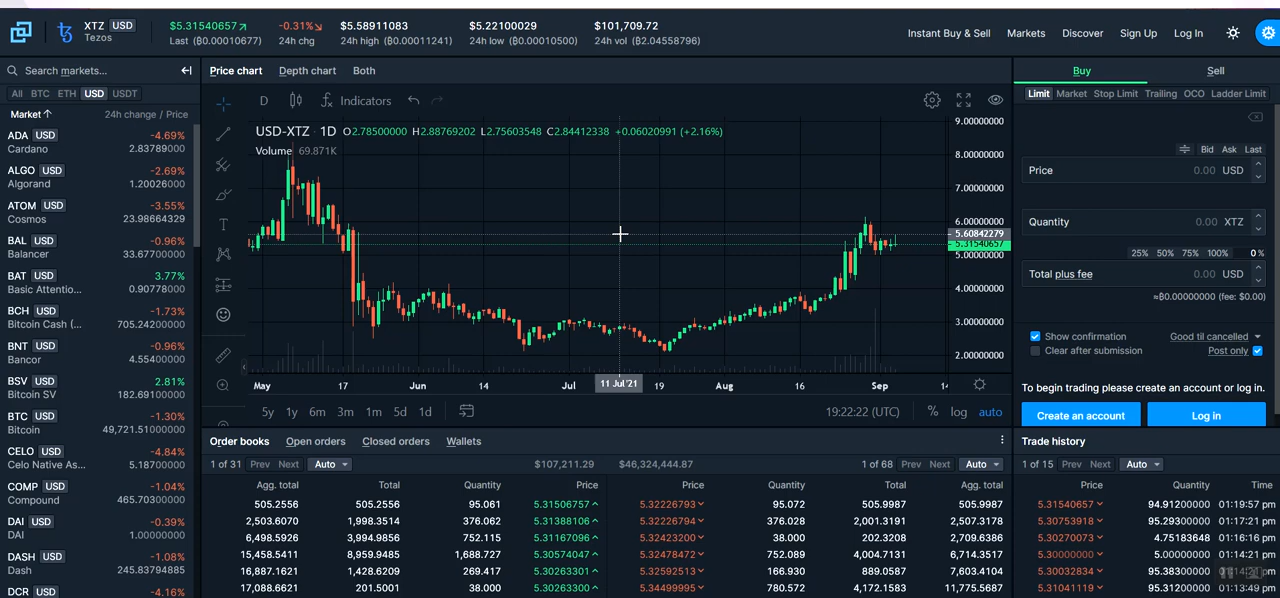 XTZ USD
Tezos
$5.31540657↗
Last (₿0.00010677)
-0.31%↘
24h chg
$5.58911083
24h high (₿0.00011241)
$5.22100029
24h low (₿0.00010500)
$101,709.72
24h vol (₿2.04558796)
Instant Buy & Sell Markets Discover Sign Up Log In
Search markets...
All BTC ETH USD USDT
Market 24h change / Price
ADA USD -4.69%
Cardano 2.83789000
ALGO USD -2.69%
Algorand 1.20026000
ATOM USD -3.55%
Cosmos 23.98664329
BAL USD -0.96%
Balancer 33.67700000
BAT USD 3.77%
Basic Attentio... 0.90778000
BCH USD -1.73%
Bitcoin Cash (... 705.24200000
BNT USD -0.96%
Bancor 4.55400000
BSV USD 2.81%
Bitcoin SV 182.69100000
BTC USD -1.30%
Bitcoin 49,721.51000000
CELO USD -4.84%
Celo Native As... 5.18700000
COMP USD -1.04%
Compound 465.70300000
DAI USD -0.39%
DAI 1.00000000
DASH USD -1.08%
Dash 245.83794885
DCR USD -4.16%
Price chart Depth chart Both
D Indicators
USD-XTZ · 1D O2.78500000 H2.88769202 L2.75603548 C2.84412338 +0.06020991 (+2.16%)
Volume 69.871K
9.00000000
8.00000000
7.00000000
6.00000000
5.60842279
5.31540657
5.00000000
4.00000000
3.00000000
2.00000000
May 17 Jun 14 Jul 11 Jul'21 19 Aug 16 Sep
5y 1y 6m 3m 1m 5d 1d
19:22:22 (UTC) % log auto
Buy Sell
Limit Market Stop Limit Trailing OCO Ladder Limit
Bid Ask Last
Price 0.00 USD
Quantity 0.00 XTZ
25% 50% 75% 100% 0 %
Total plus fee 0.00 USD
≈₿0.00000000 (fee: $0.00)
Show confirmation Good til cancelled
Clear after submission Post only
To begin trading please create an account or log in.
Create an account Log in
Order books Open orders Closed orders Wallets
1 of 31 Prev Next Auto $107,211.29 $46,324,444.87 1 of 68 Prev Next Auto
Agg. total Total Quantity Price Price Quantity Total Agg. total
505.2556 505.2556 95.061 5.31506757 5.32226793 95.072 505.9987 505.9987
2,503.6070 1,998.3514 376.062 5.31388106 5.32226794 376.028 2,001.3191 2,507.3178
6,498.5926 3,994.9856 752.115 5.31167096 5.32423200 38.000 202.3208 2,709.6386
15,458.5411 8,959.9485 1,688.727 5.30574047 5.32478472 752.089 4,004.7131 6,714.3517
16,887.1621 1,428.6209 269.417 5.30263301 5.32592513 166.930 889.0587 7,603.4104
17,088.6621 201.5001 38.000 5.30263300 5.34499995 780.572 4,172.1583 11,775.5687
Trade history
1 of 15 Prev Next Auto
Price Quantity Time
5.31540657 94.91200000 01:19:57 pm
5.30753918 95.29300000 01:17:21 pm
5.30270073 4.75183648 01:16:16 pm
5.30000000 5.00000000 01:14:21 pm
5.30032834 95.38300000
5.31041119 95.31200000 01:13:49 pm